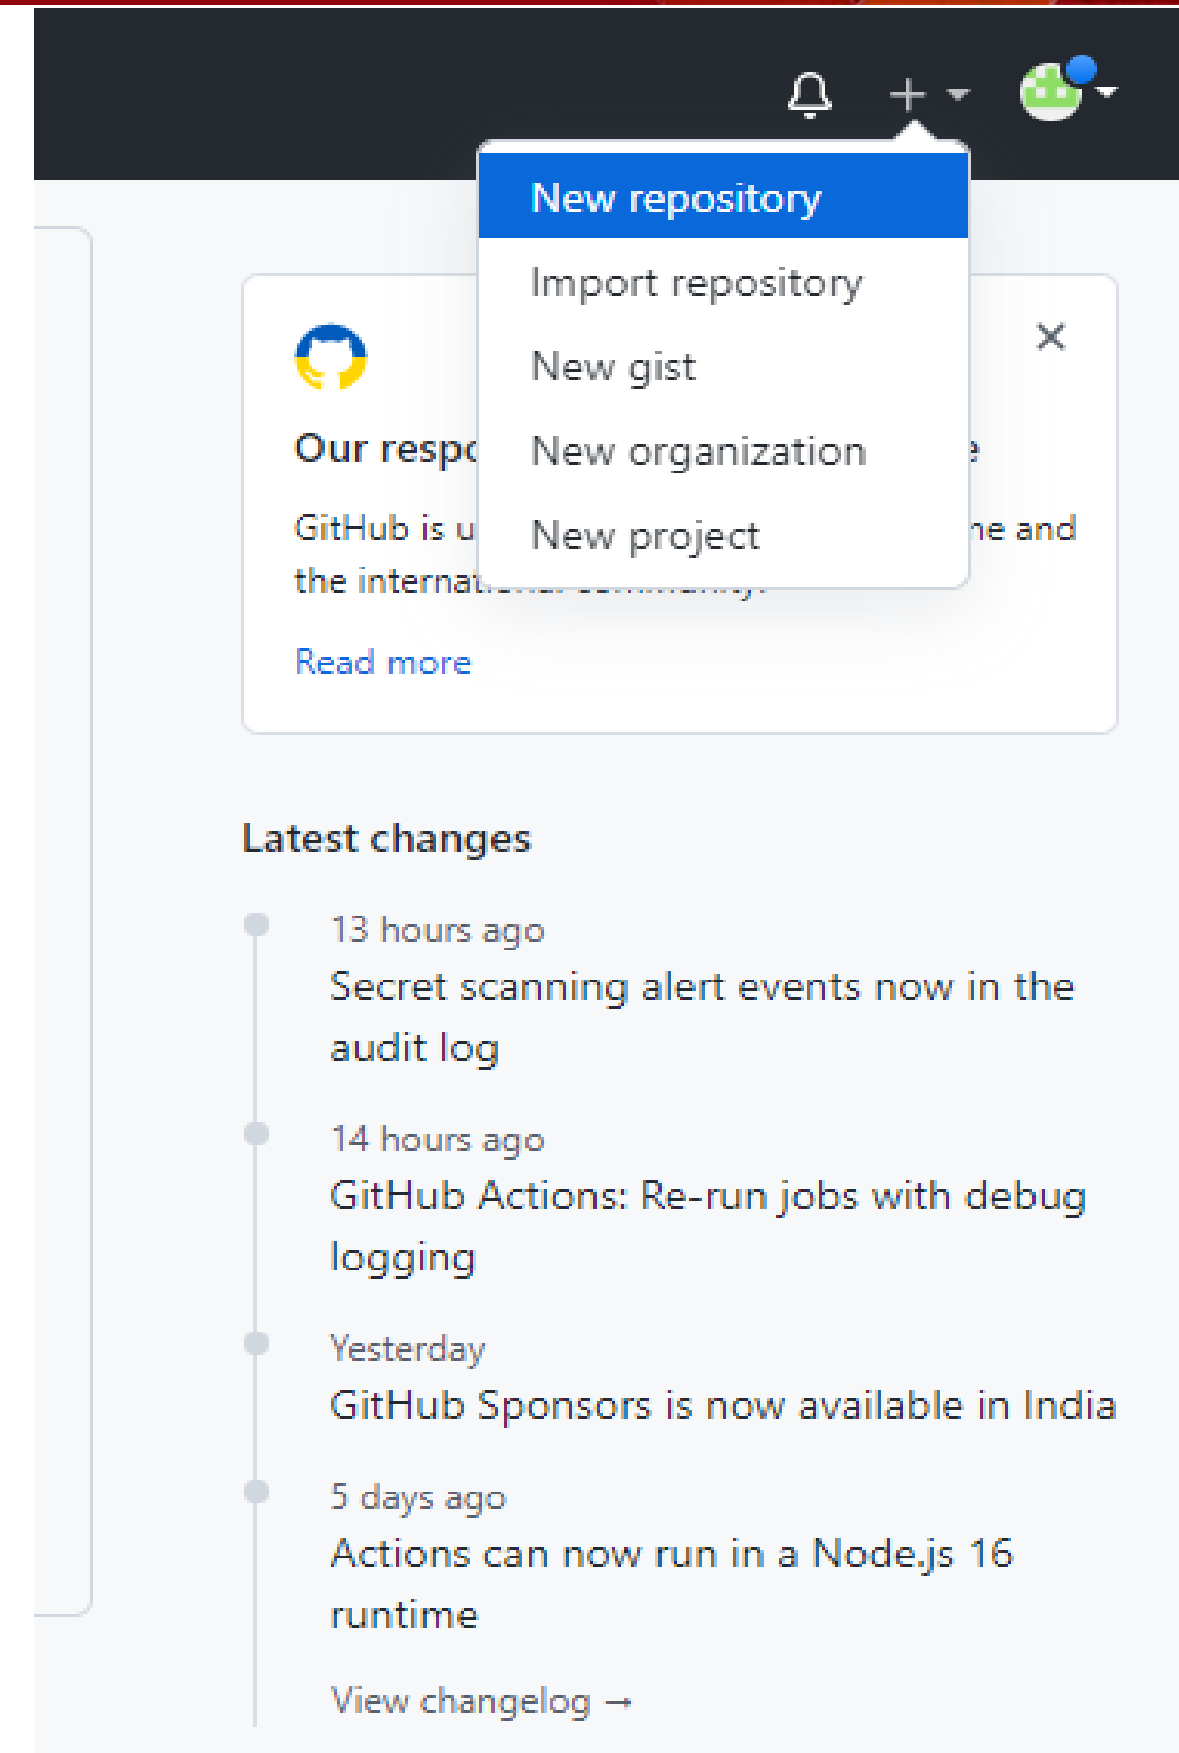 New repository
Import repository
New gist
New organization
New project
Our
GitHub is
and
the
Read more
Latest changes
13 hours ago
Secret scanning alert events now in the
audit log
14 hours ago
GitHub Actions: Re-run jobs with debug
logging
Yesterday
GitHub Sponsors is now available in India
5 days ago
Actions can now run in a Node.js 16
runtime
View changelog →